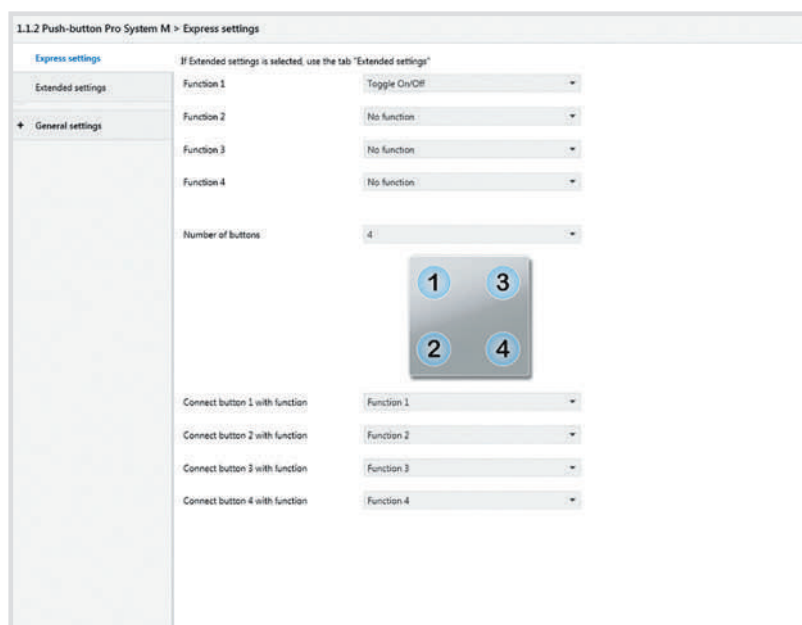 1.1.2 Push-button Pro System M > Express settings
Express settings
If Extended settings is selected, use the tab "Extended settings"
Extended settings
+ General settings
Function 1 Toggle On/Off
Function 2 No function
Function 3 No function
Function 4 No function
Number of buttons 4
1 3
2 4
Connect button 1 with function Function 1
Connect button 2 with function Function 2
Connect button 3 with function Function 3
Connect button 4 with function Function 4